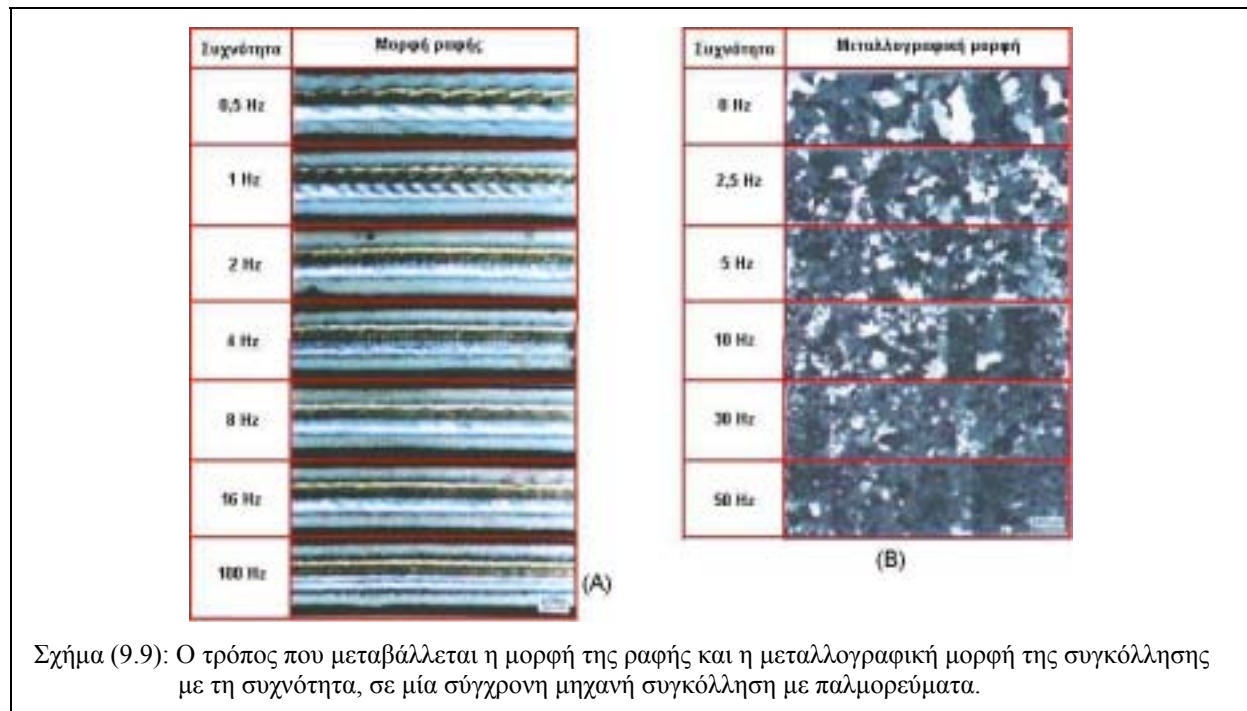 Συχνότητα Μορφή ραφής
0,5 Hz
1 Hz
2 Hz
4 Hz
8 Hz
16 Hz
100 Hz
(A)
Συχνότητα Μεταλλογραφική μορφή
0 Hz
2,5 Hz
5 Hz
10 Hz
30 Hz
50 Hz
(B)
Σχήμα (9.9): Ο τρόπος που μεταβάλλεται η μορφή της ραφής και η μεταλλογραφική μορφή της συγκόλλησης
με τη συχνότητα, σε μία σύγχρονη μηχανή συγκόλληση με παλμορεύματα.